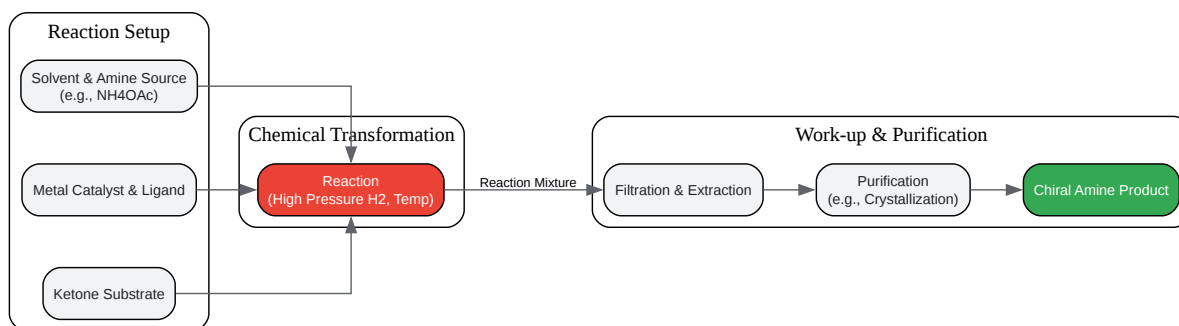 Reaction Setup
Solvent & Amine Source
(e.g., NH4OAc)
Metal Catalyst & Ligand
Ketone Substrate
Chemical Transformation
Reaction
(High Pressure H2, Temp)
Reaction Mixture
Work-up & Purification
Filtration & Extraction
Purification
(e.g., Crystallization)
Chiral Amine Product